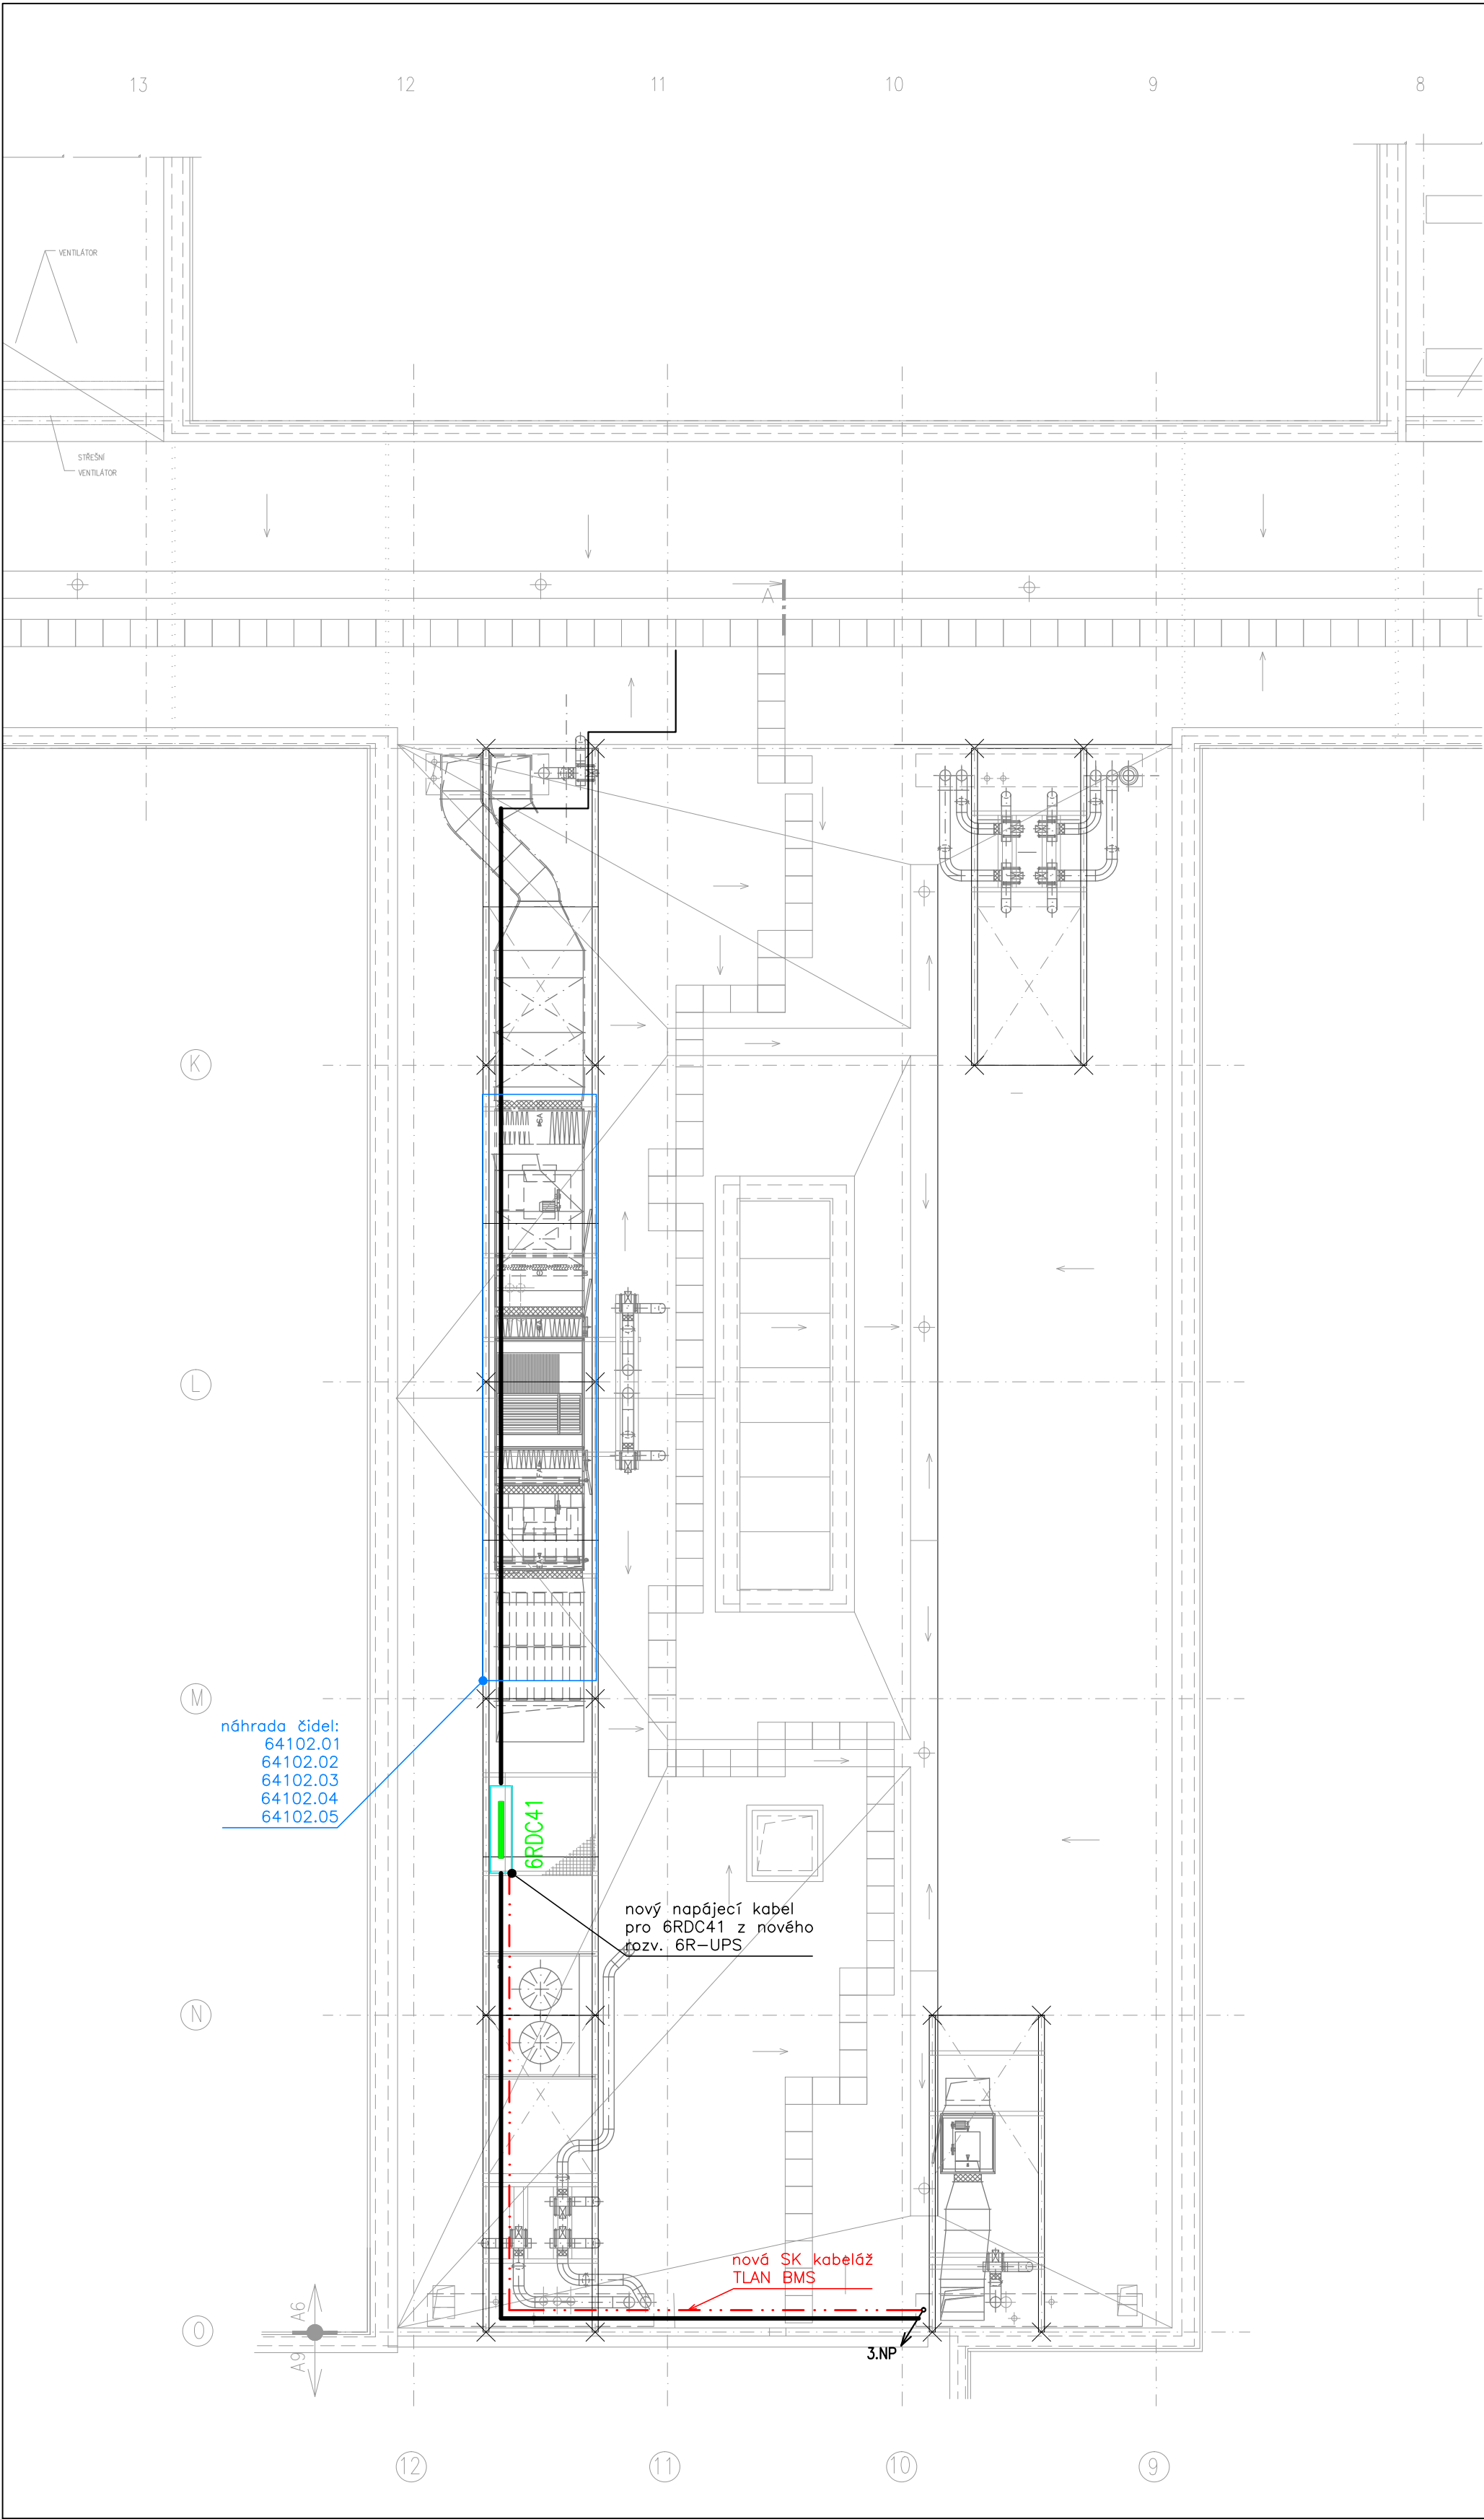 13
12
11
10
9
8
VENTILÁTOR
STŘEŠNÍ
VENTILÁTOR
A
K
L
M
náhrada čidel:
64102.01
64102.02
64102.03
64102.04
64102.05
6RDC41
nový napájecí kabel
pro 6RDC41 z nového
rozv. 6R-UPS
N
nová SK kabeláž
TLAN BMS
O
A6
A9
3.NP
12
11
10
9